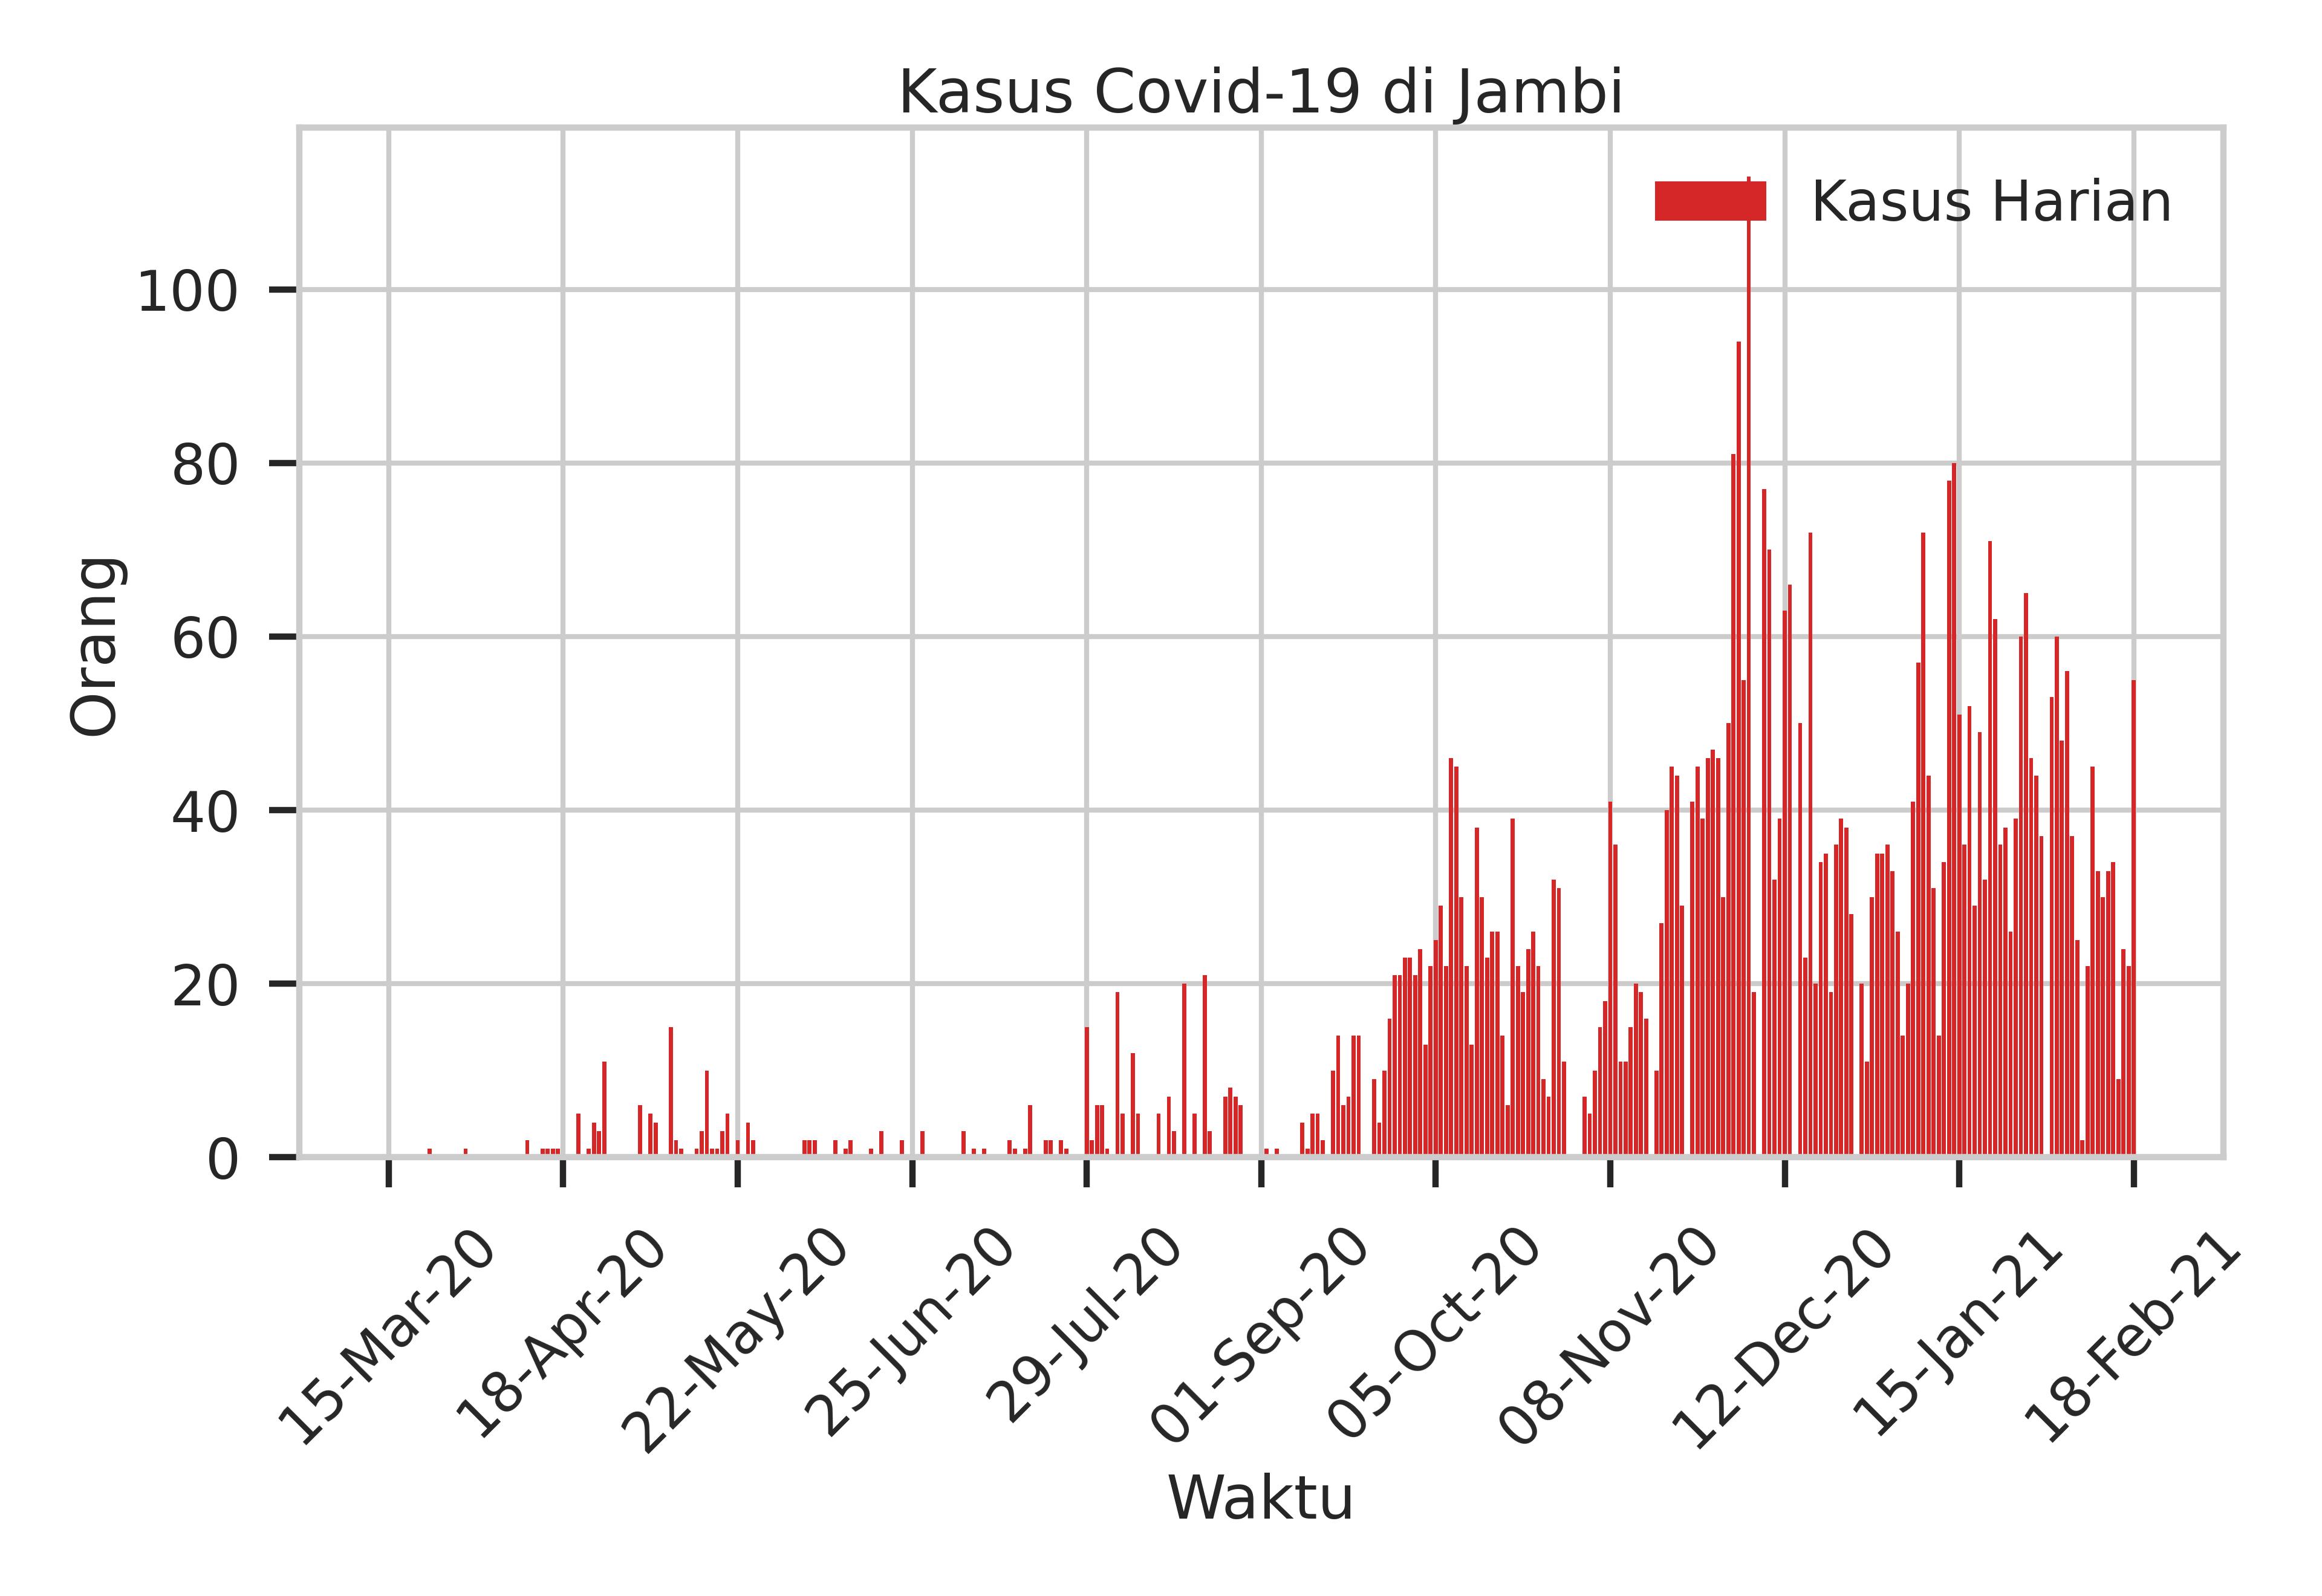 Kasus Covid-19 di Jambi
Kasus Harian
Orang
100
80
60
40
20
0
15-Mar-20
18-Apr-20
22-May-20
25-Jun-20
29-Jul-20
01-Sep-20
05-Oct-20
08-Nov-20
12-Dec-20
15-Jan-21
18-Feb-21
Waktu